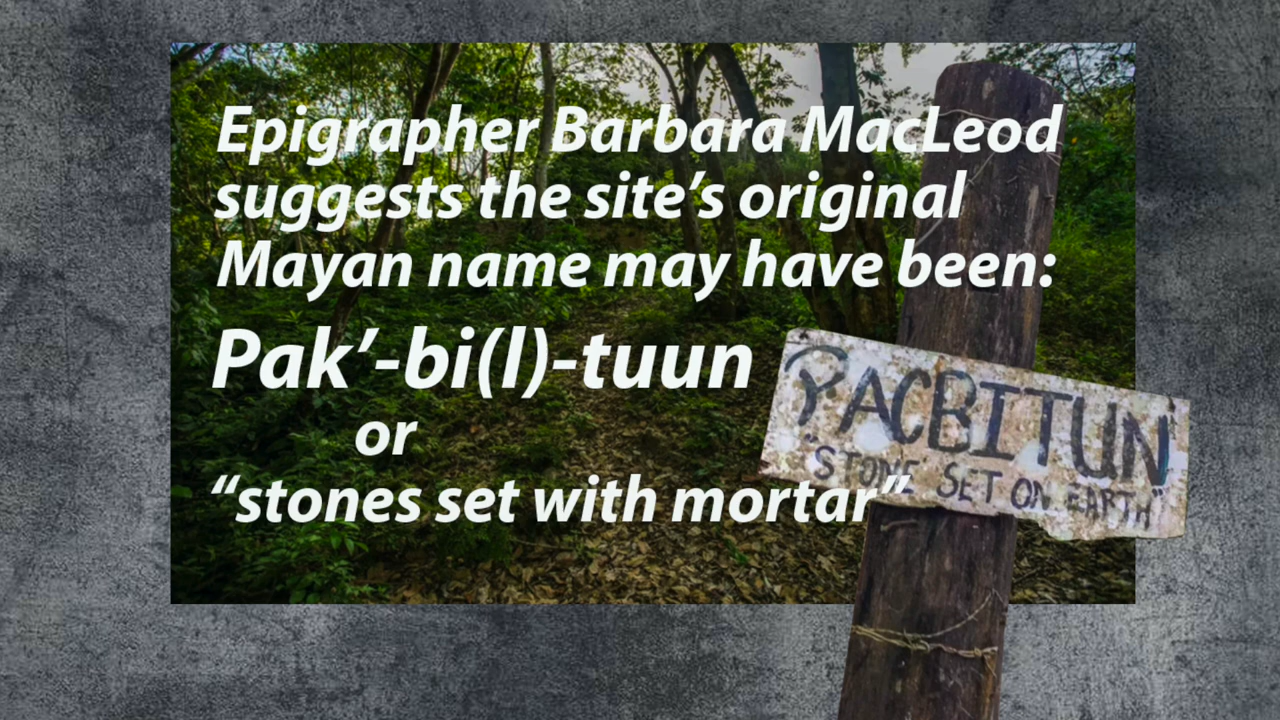 Epigrapher Barbara MacLeod
suggests the site’s original
Mayan name may have been:
Pak’-bi(l)-tuun
or
“stones set with mortar”
PACBITUN
"STONE SET ON EARTH"